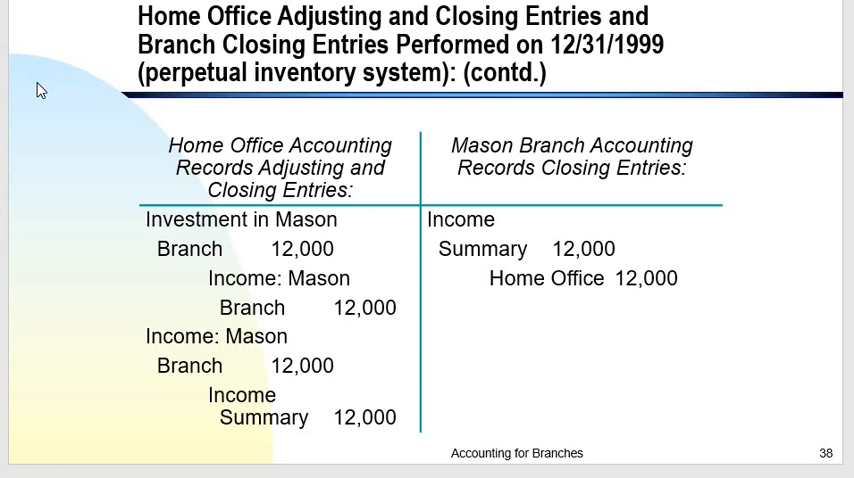 Home Office Adjusting and Closing Entries and
Branch Closing Entries Performed on 12/31/1999
(perpetual inventory system): (contd.)
Home Office Accounting
Records Adjusting and
Closing Entries:
Investment in Mason
Branch 12,000
Income: Mason
Branch 12,000
Income: Mason
Branch 12,000
Income
Summary 12,000
Mason Branch Accounting
Records Closing Entries:
Income
Summary 12,000
Home Office 12,000
Accounting for Branches
38